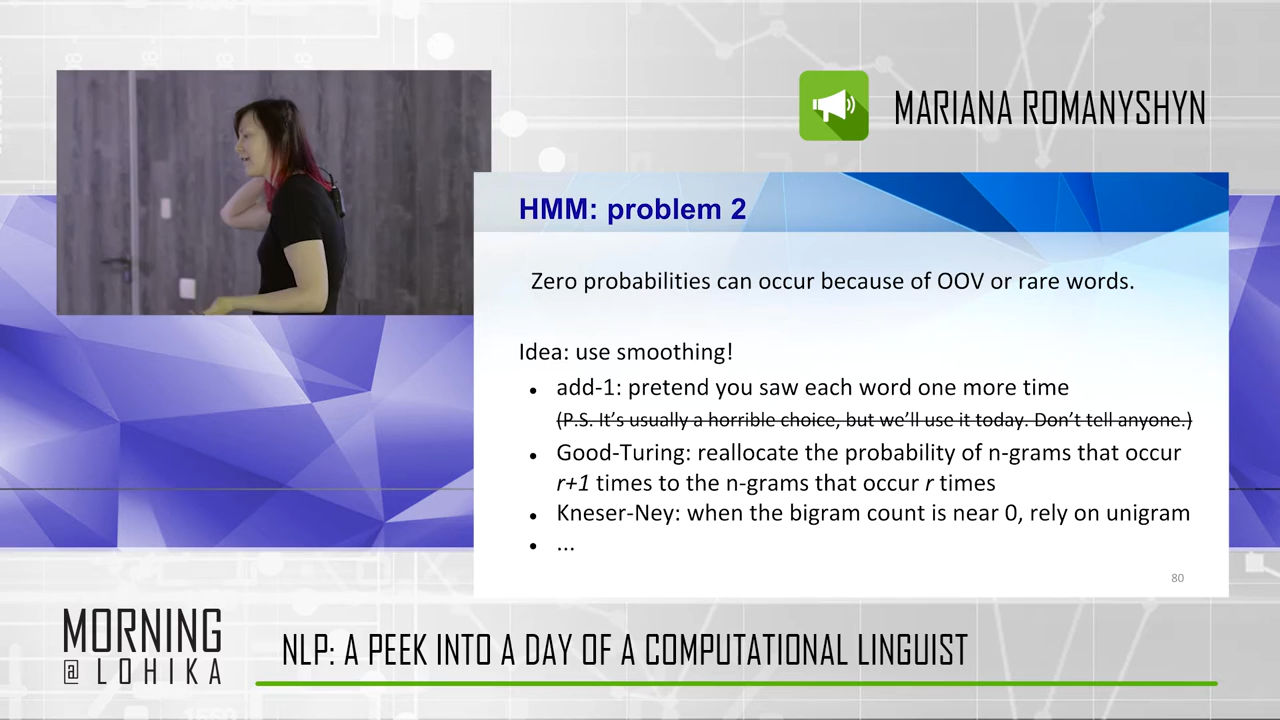 MARIANA ROMANYSHYN
HMM: problem 2
Zero probabilities can occur because of OOV or rare words.
Idea: use smoothing!
• add-1: pretend you saw each word one more time
(P.S. It’s usually a horrible choice, but we’ll use it today. Don’t tell anyone.)
• Good-Turing: reallocate the probability of n-grams that occur
r+1 times to the n-grams that occur r times
• Kneser-Ney: when the bigram count is near 0, rely on unigram
• ...
80
MORNING
@ LOHIKA
NLP: A PEEK INTO A DAY OF A COMPUTATIONAL LINGUIST